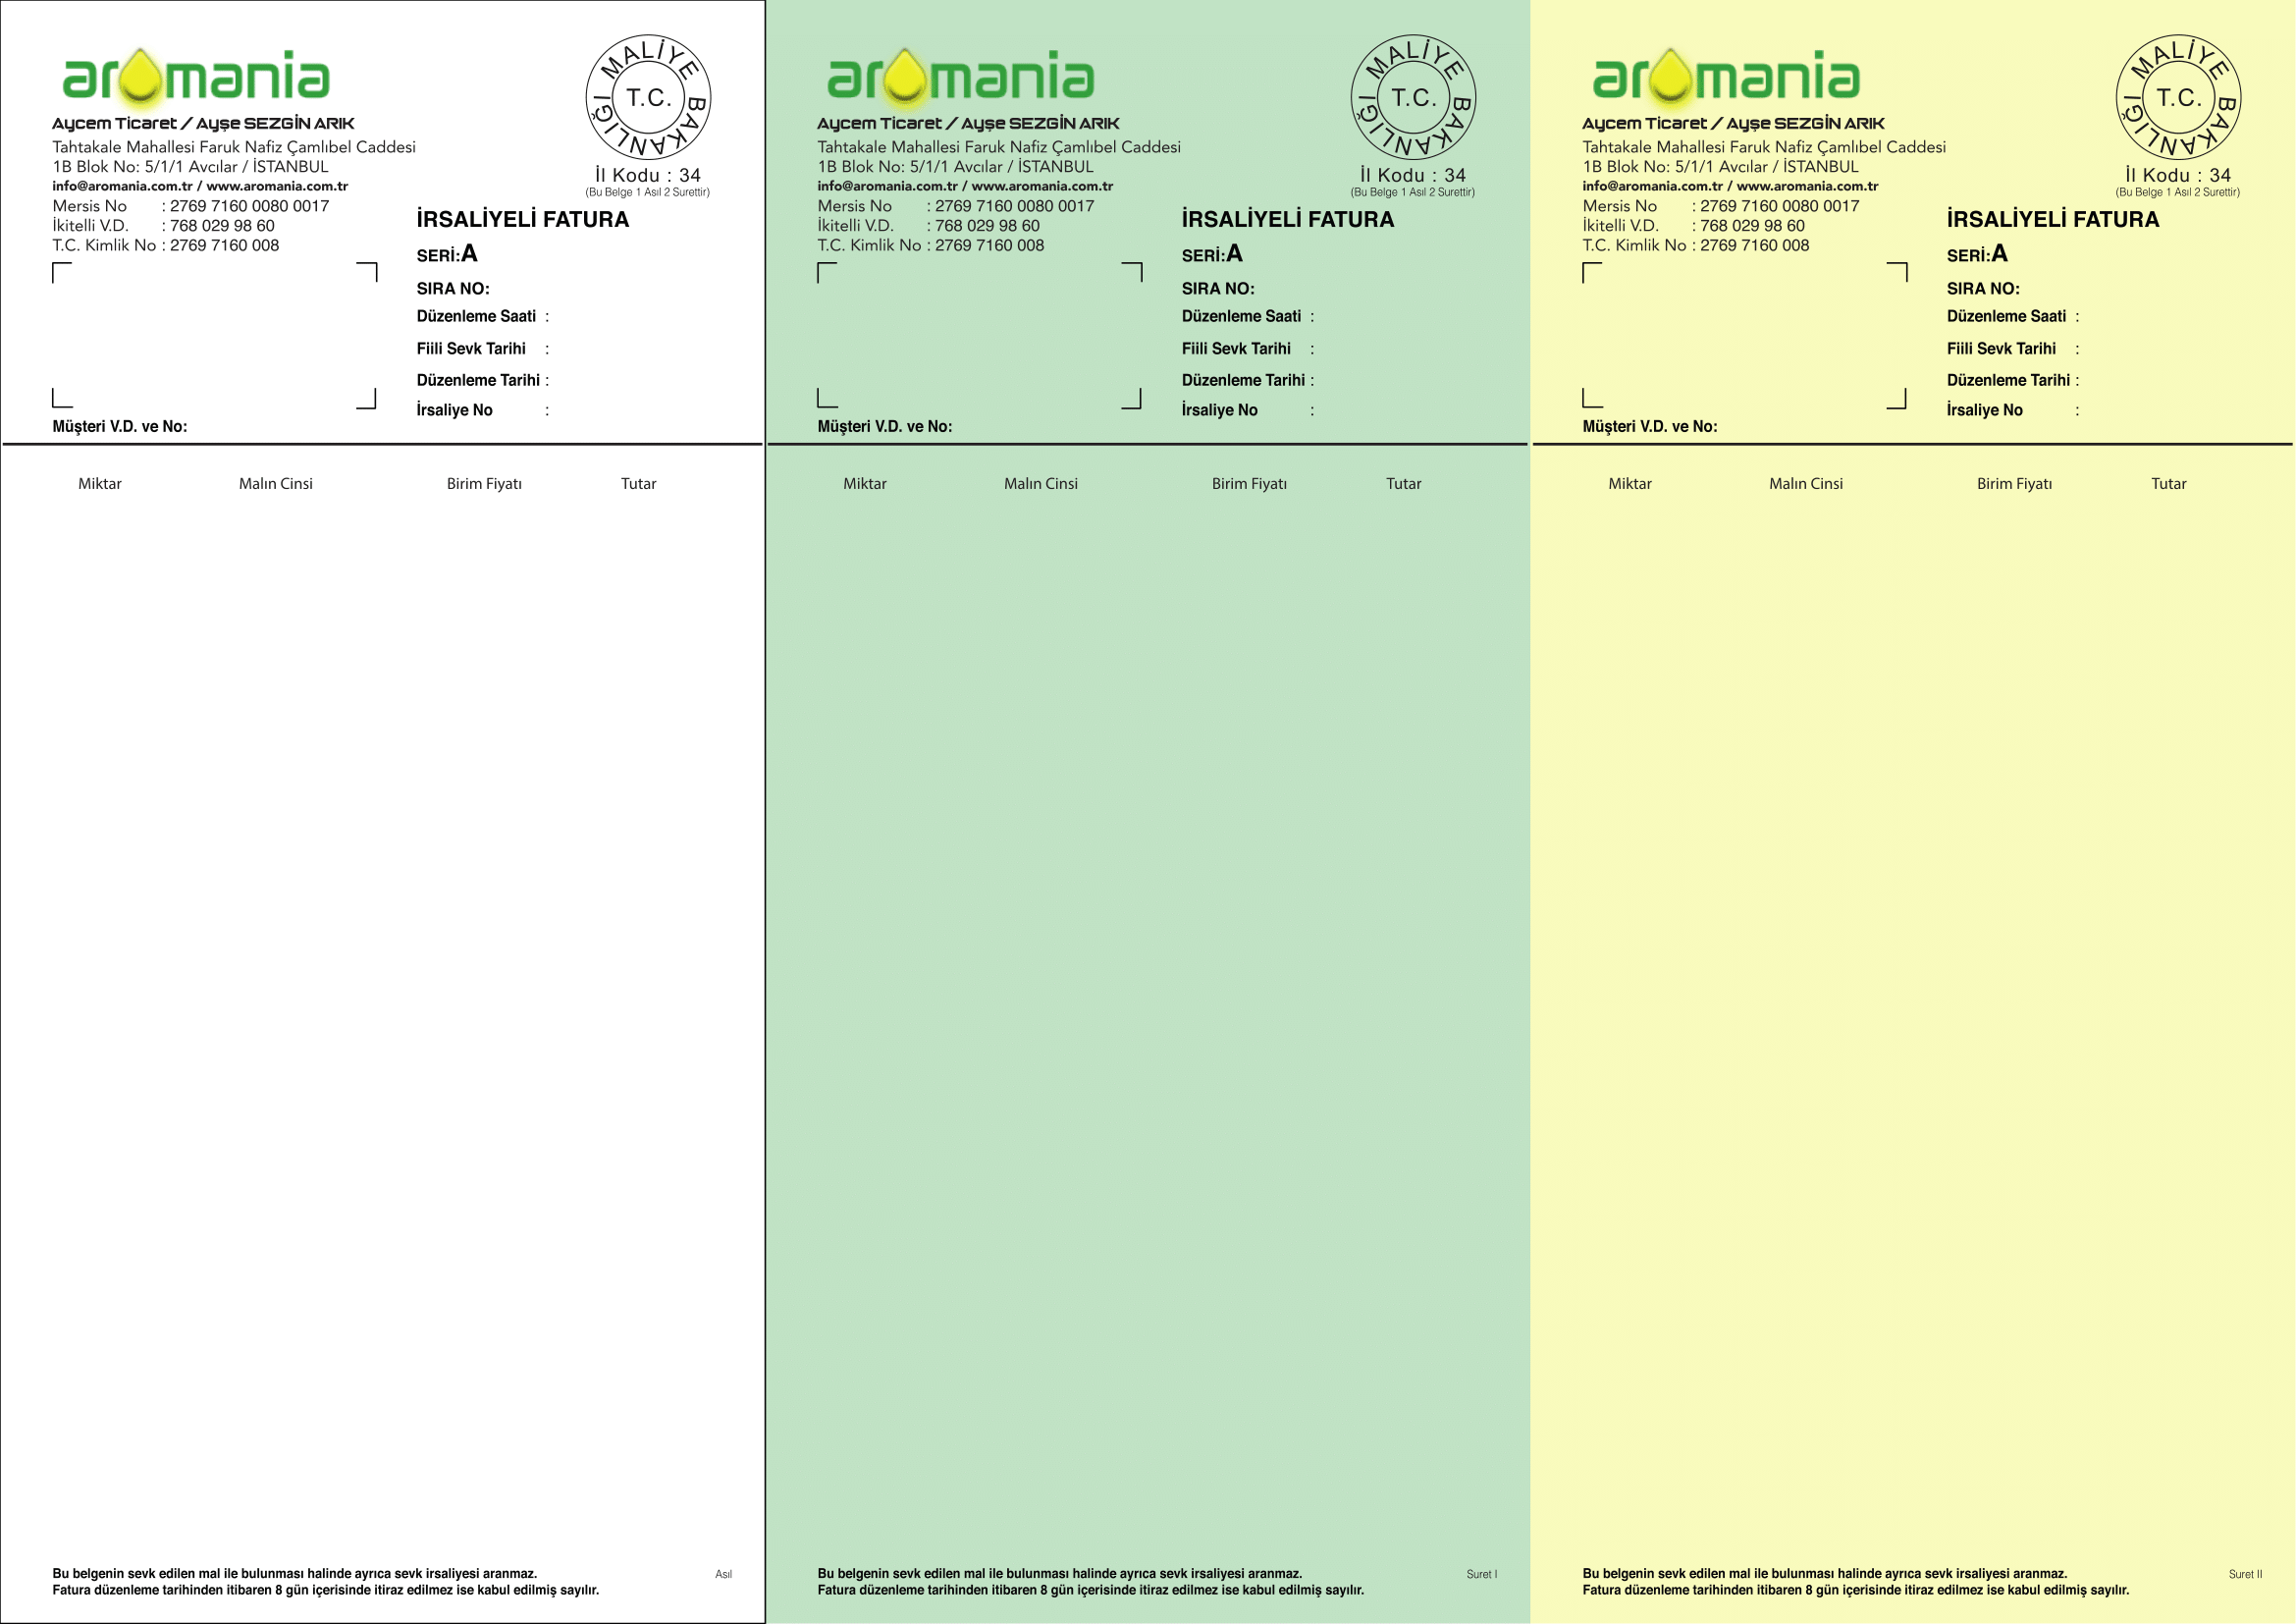 aromania
Aycem Ticaret / Ayşe SEZGİN ARIK
Tahtakale Mahallesi Faruk Nafiz Çamlıbel Caddesi
1B Blok No: 5/1/1 Avcılar / İSTANBUL
info@aromania.com.tr / www.aromania.com.tr
Mersis No : 2769 7160 0080 0017
İkitelli V.D. : 768 029 98 60
T.C. Kimlik No : 2769 7160 008
MALİYE BAKANLIĞI
T.C.
İl Kodu : 34
(Bu Belge 1 Asıl 2 Surettir)
İRSALİYELİ FATURA
SERİ:A
SIRA NO:
Düzenleme Saati :
Fiili Sevk Tarihi :
Düzenleme Tarihi :
İrsaliye No :
Müşteri V.D. ve No:
Miktar Malın Cinsi Birim Fiyatı Tutar
Bu belgenin sevk edilen mal ile bulunması halinde ayrıca sevk irsaliyesi aranmaz.
Fatura düzenleme tarihinden itibaren 8 gün içerisinde itiraz edilmez ise kabul edilmiş sayılır.
Asıl
aromania
Aycem Ticaret / Ayşe SEZGİN ARIK
Tahtakale Mahallesi Faruk Nafiz Çamlıbel Caddesi
1B Blok No: 5/1/1 Avcılar / İSTANBUL
info@aromania.com.tr / www.aromania.com.tr
Mersis No : 2769 7160 0080 0017
İkitelli V.D. : 768 029 98 60
T.C. Kimlik No : 2769 7160 008
MALİYE BAKANLIĞI
T.C.
İl Kodu : 34
(Bu Belge 1 Asıl 2 Surettir)
İRSALİYELİ FATURA
SERİ:A
SIRA NO:
Düzenleme Saati :
Fiili Sevk Tarihi :
Düzenleme Tarihi :
İrsaliye No :
Müşteri V.D. ve No:
Miktar Malın Cinsi Birim Fiyatı Tutar
Bu belgenin sevk edilen mal ile bulunması halinde ayrıca sevk irsaliyesi aranmaz.
Fatura düzenleme tarihinden itibaren 8 gün içerisinde itiraz edilmez ise kabul edilmiş sayılır.
Suret I
aromania
Aycem Ticaret / Ayşe SEZGİN ARIK
Tahtakale Mahallesi Faruk Nafiz Çamlıbel Caddesi
1B Blok No: 5/1/1 Avcılar / İSTANBUL
info@aromania.com.tr / www.aromania.com.tr
Mersis No : 2769 7160 0080 0017
İkitelli V.D. : 768 029 98 60
T.C. Kimlik No : 2769 7160 008
MALİYE BAKANLIĞI
T.C.
İl Kodu : 34
(Bu Belge 1 Asıl 2 Surettir)
İRSALİYELİ FATURA
SERİ:A
SIRA NO:
Düzenleme Saati :
Fiili Sevk Tarihi :
Düzenleme Tarihi :
İrsaliye No :
Müşteri V.D. ve No:
Miktar Malın Cinsi Birim Fiyatı Tutar
Bu belgenin sevk edilen mal ile bulunması halinde ayrıca sevk irsaliyesi aranmaz.
Fatura düzenleme tarihinden itibaren 8 gün içerisinde itiraz edilmez ise kabul edilmiş sayılır.
Suret II